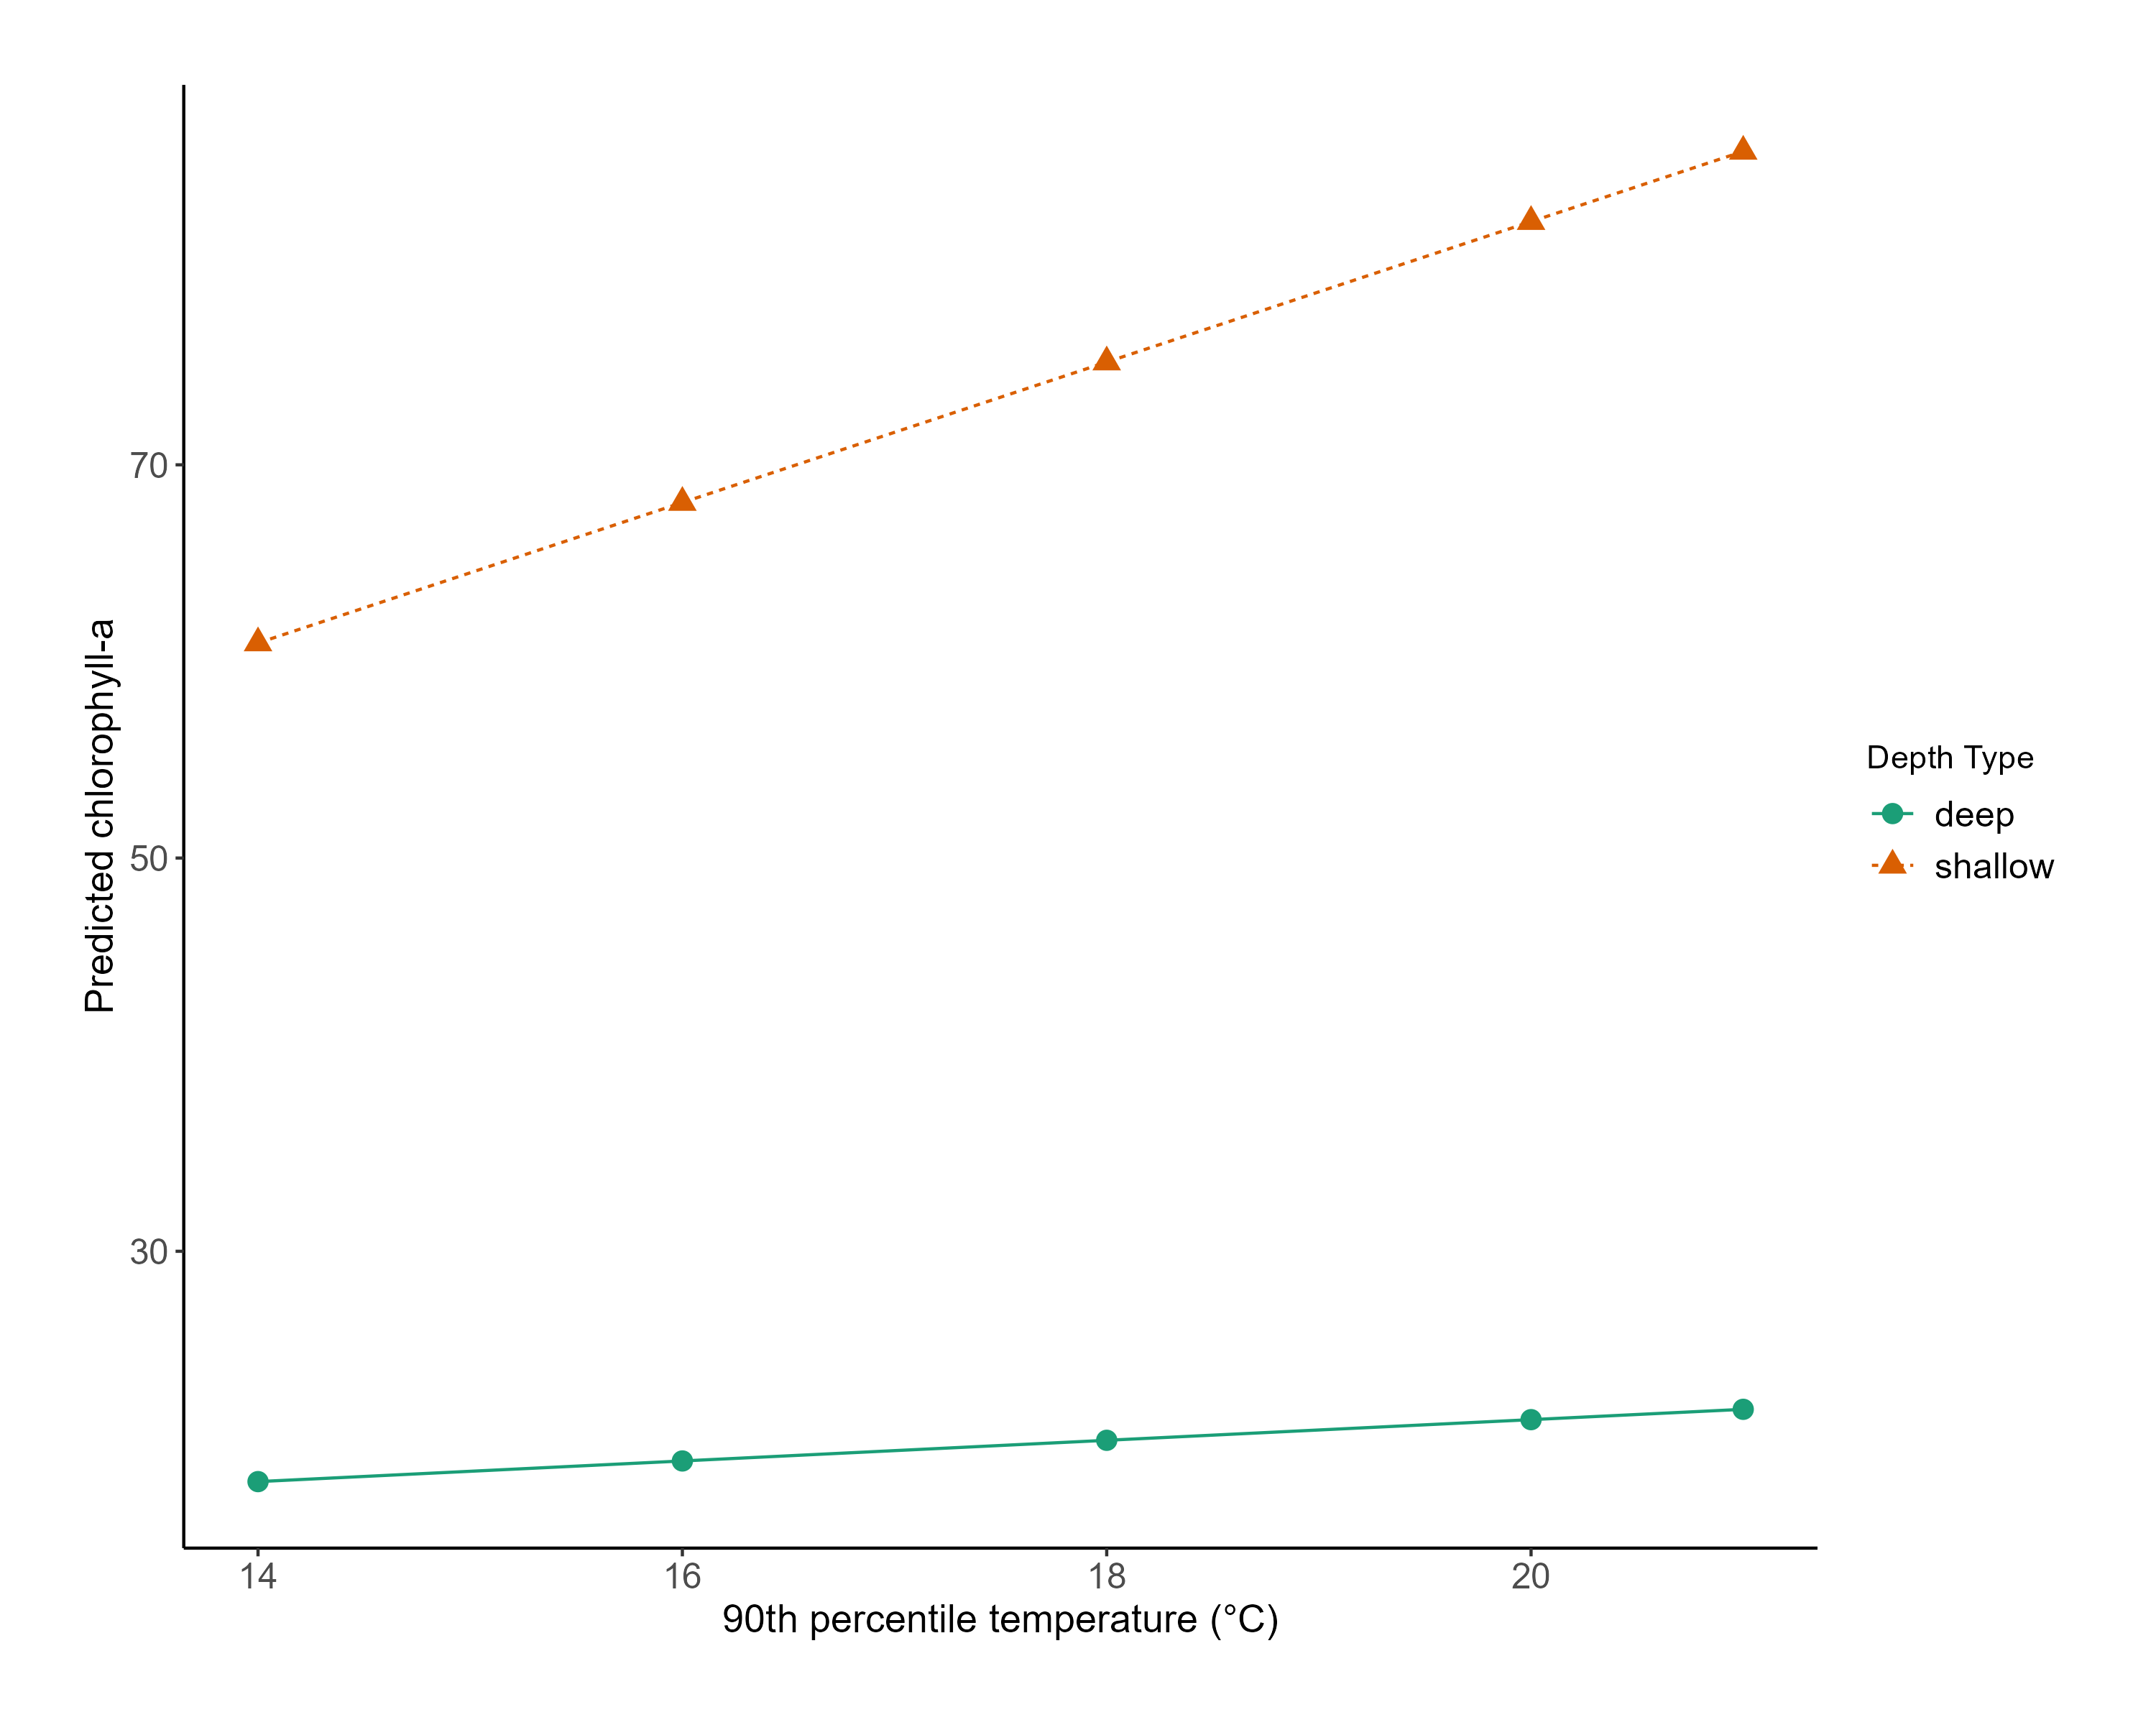 Predicted chlorophyll-a
70
50
30
14 16 18 20
90th percentile temperature (°C)
Depth Type
deep
shallow